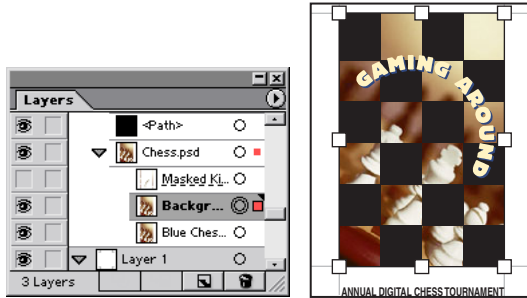 Layers
<Path>
Chess.psd
Masked Ki...
Backgr...
Blue Ches...
Layer 1
3 Layers
GAMING AROUND
ANNUAL DIGITAL CHESS TOURNAMENT